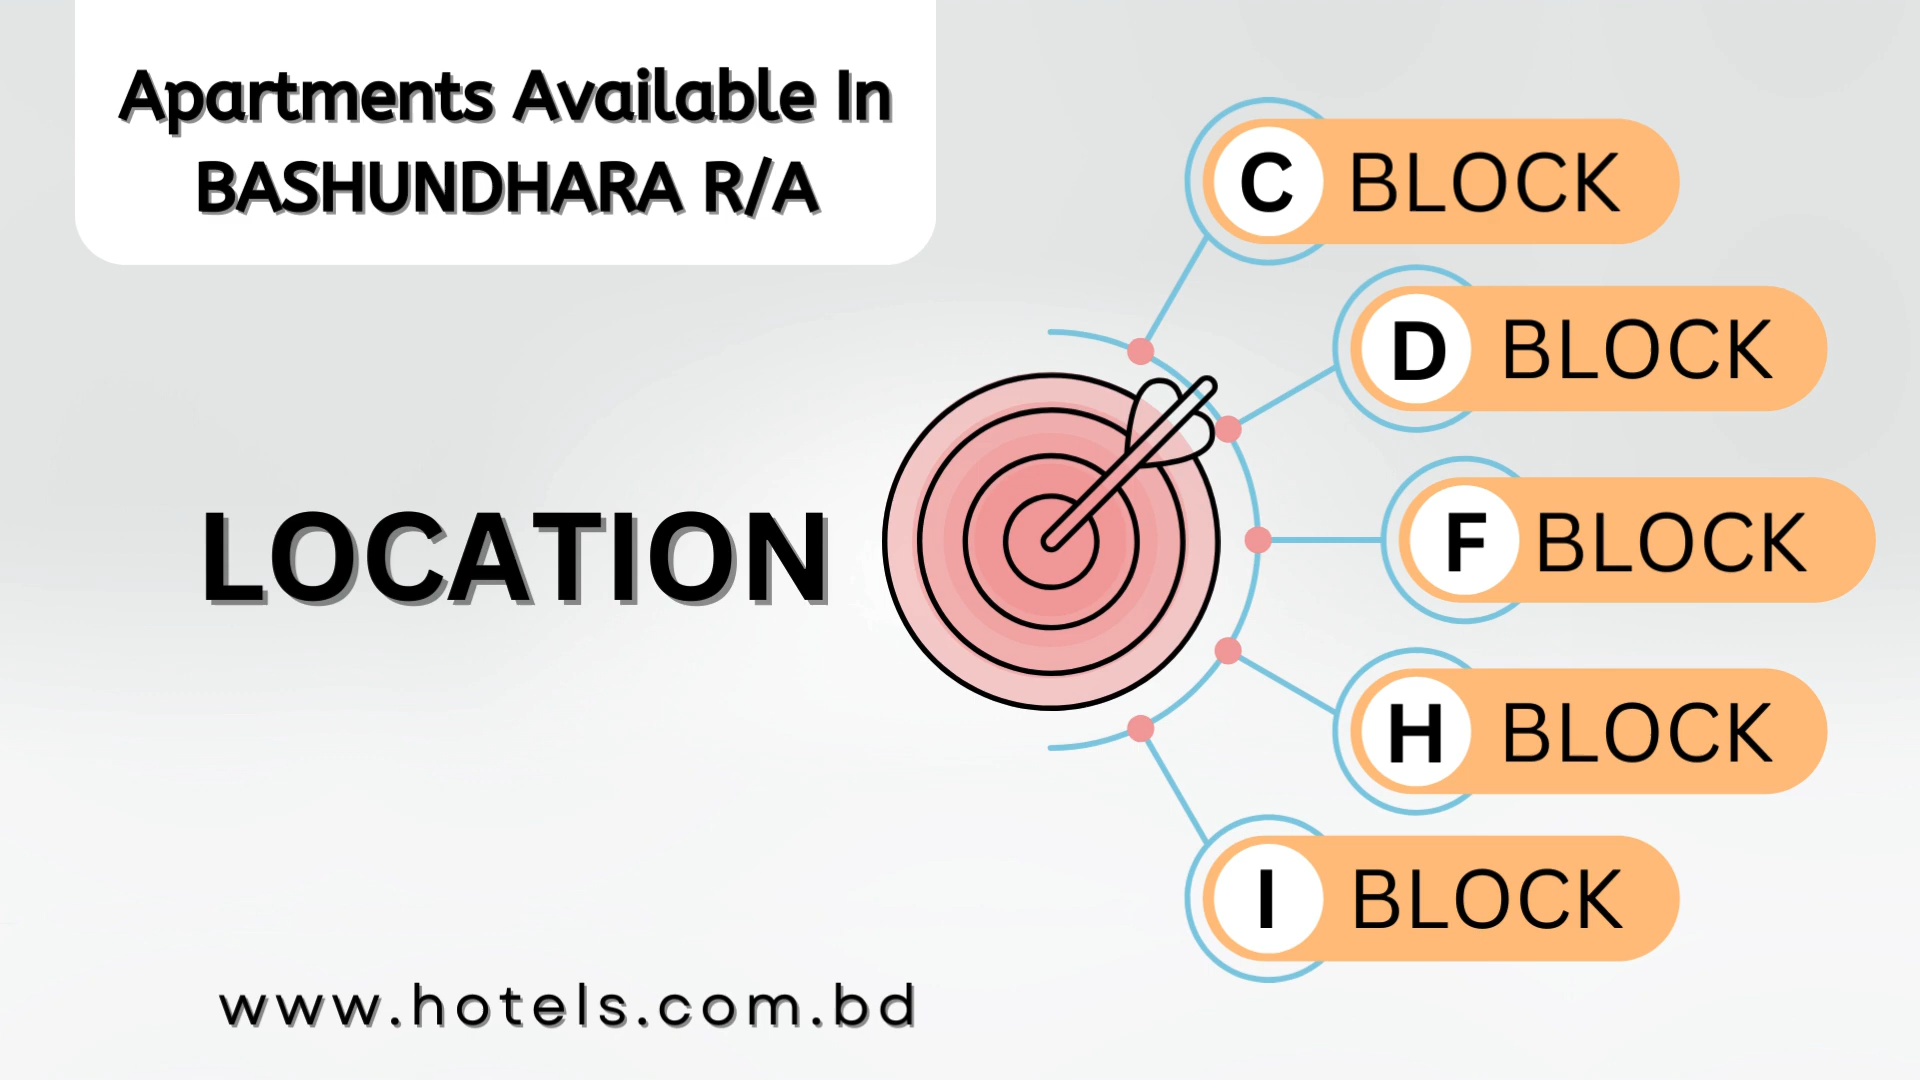 Apartments Available In
BASHUNDHARA R/A
LOCATION
C BLOCK
D BLOCK
F BLOCK
H BLOCK
I BLOCK
www.hotels.com.bd